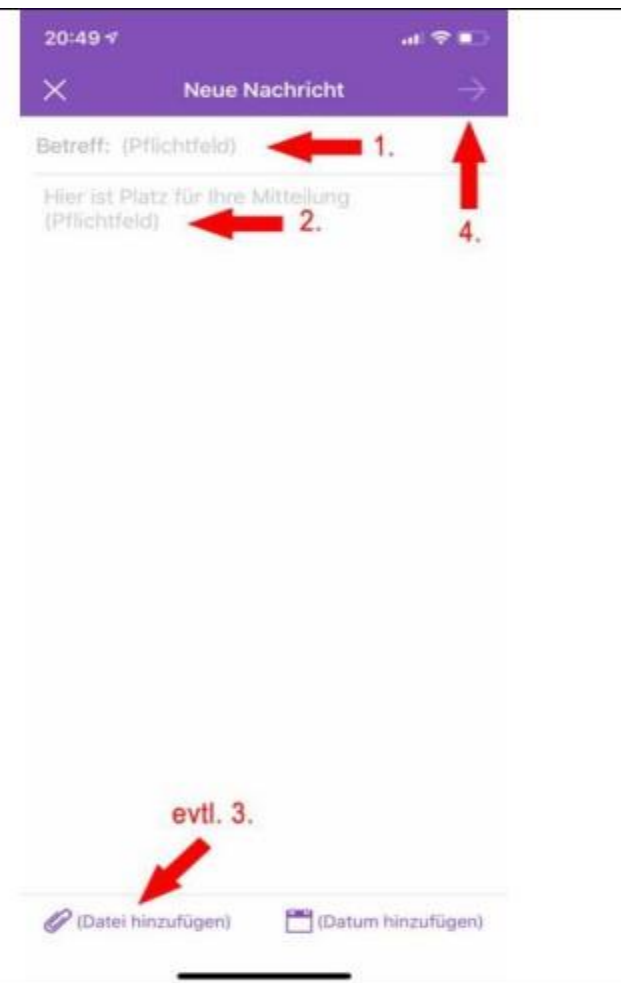 20:49
Neue Nachricht
Betreff: (Pflichtfeld) 1.
Hier ist Platz für Ihre Mitteilung
(Pflichtfeld) 2.
4.
evtl. 3.
(Datei hinzufügen) (Datum hinzufügen)